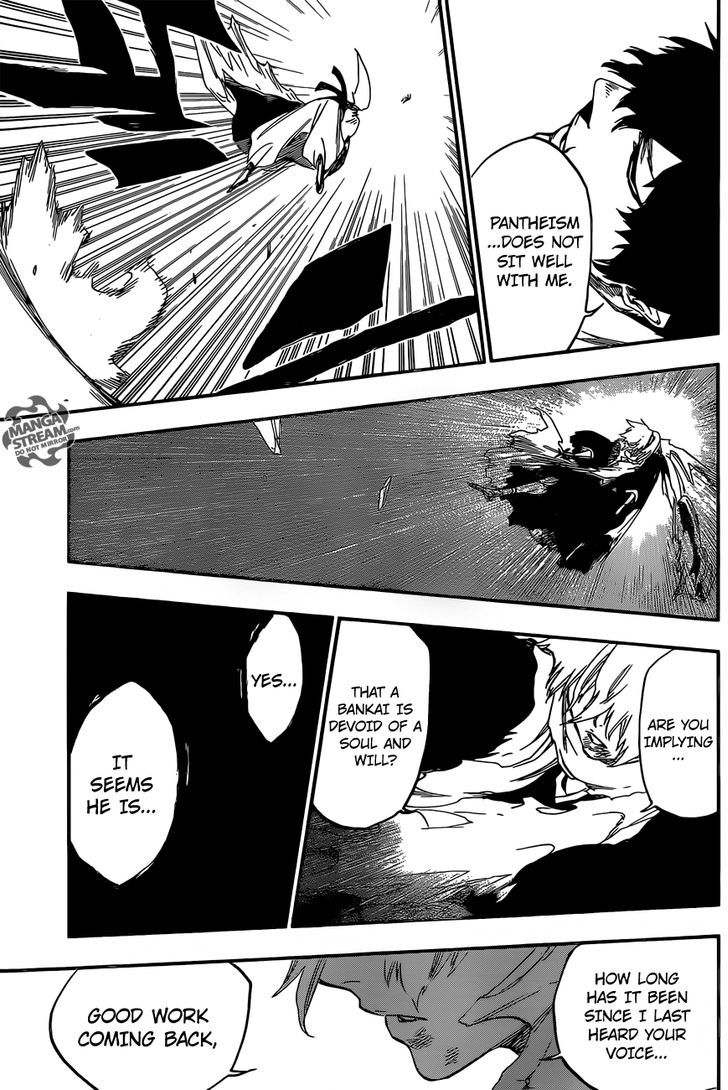 PANTHEISM
...DOES NOT
SIT WELL
WITH ME.
MANGA
STREAM.com
DO NOT MIRROR
ARE YOU
IMPLYING
...
THAT A
BANKAI IS
DEVOID OF A
SOUL AND
WILL?
YES...
IT
SEEMS
HE IS...
HOW LONG
HAS IT BEEN
SINCE I LAST
HEARD YOUR
VOICE...
GOOD WORK
COMING BACK,